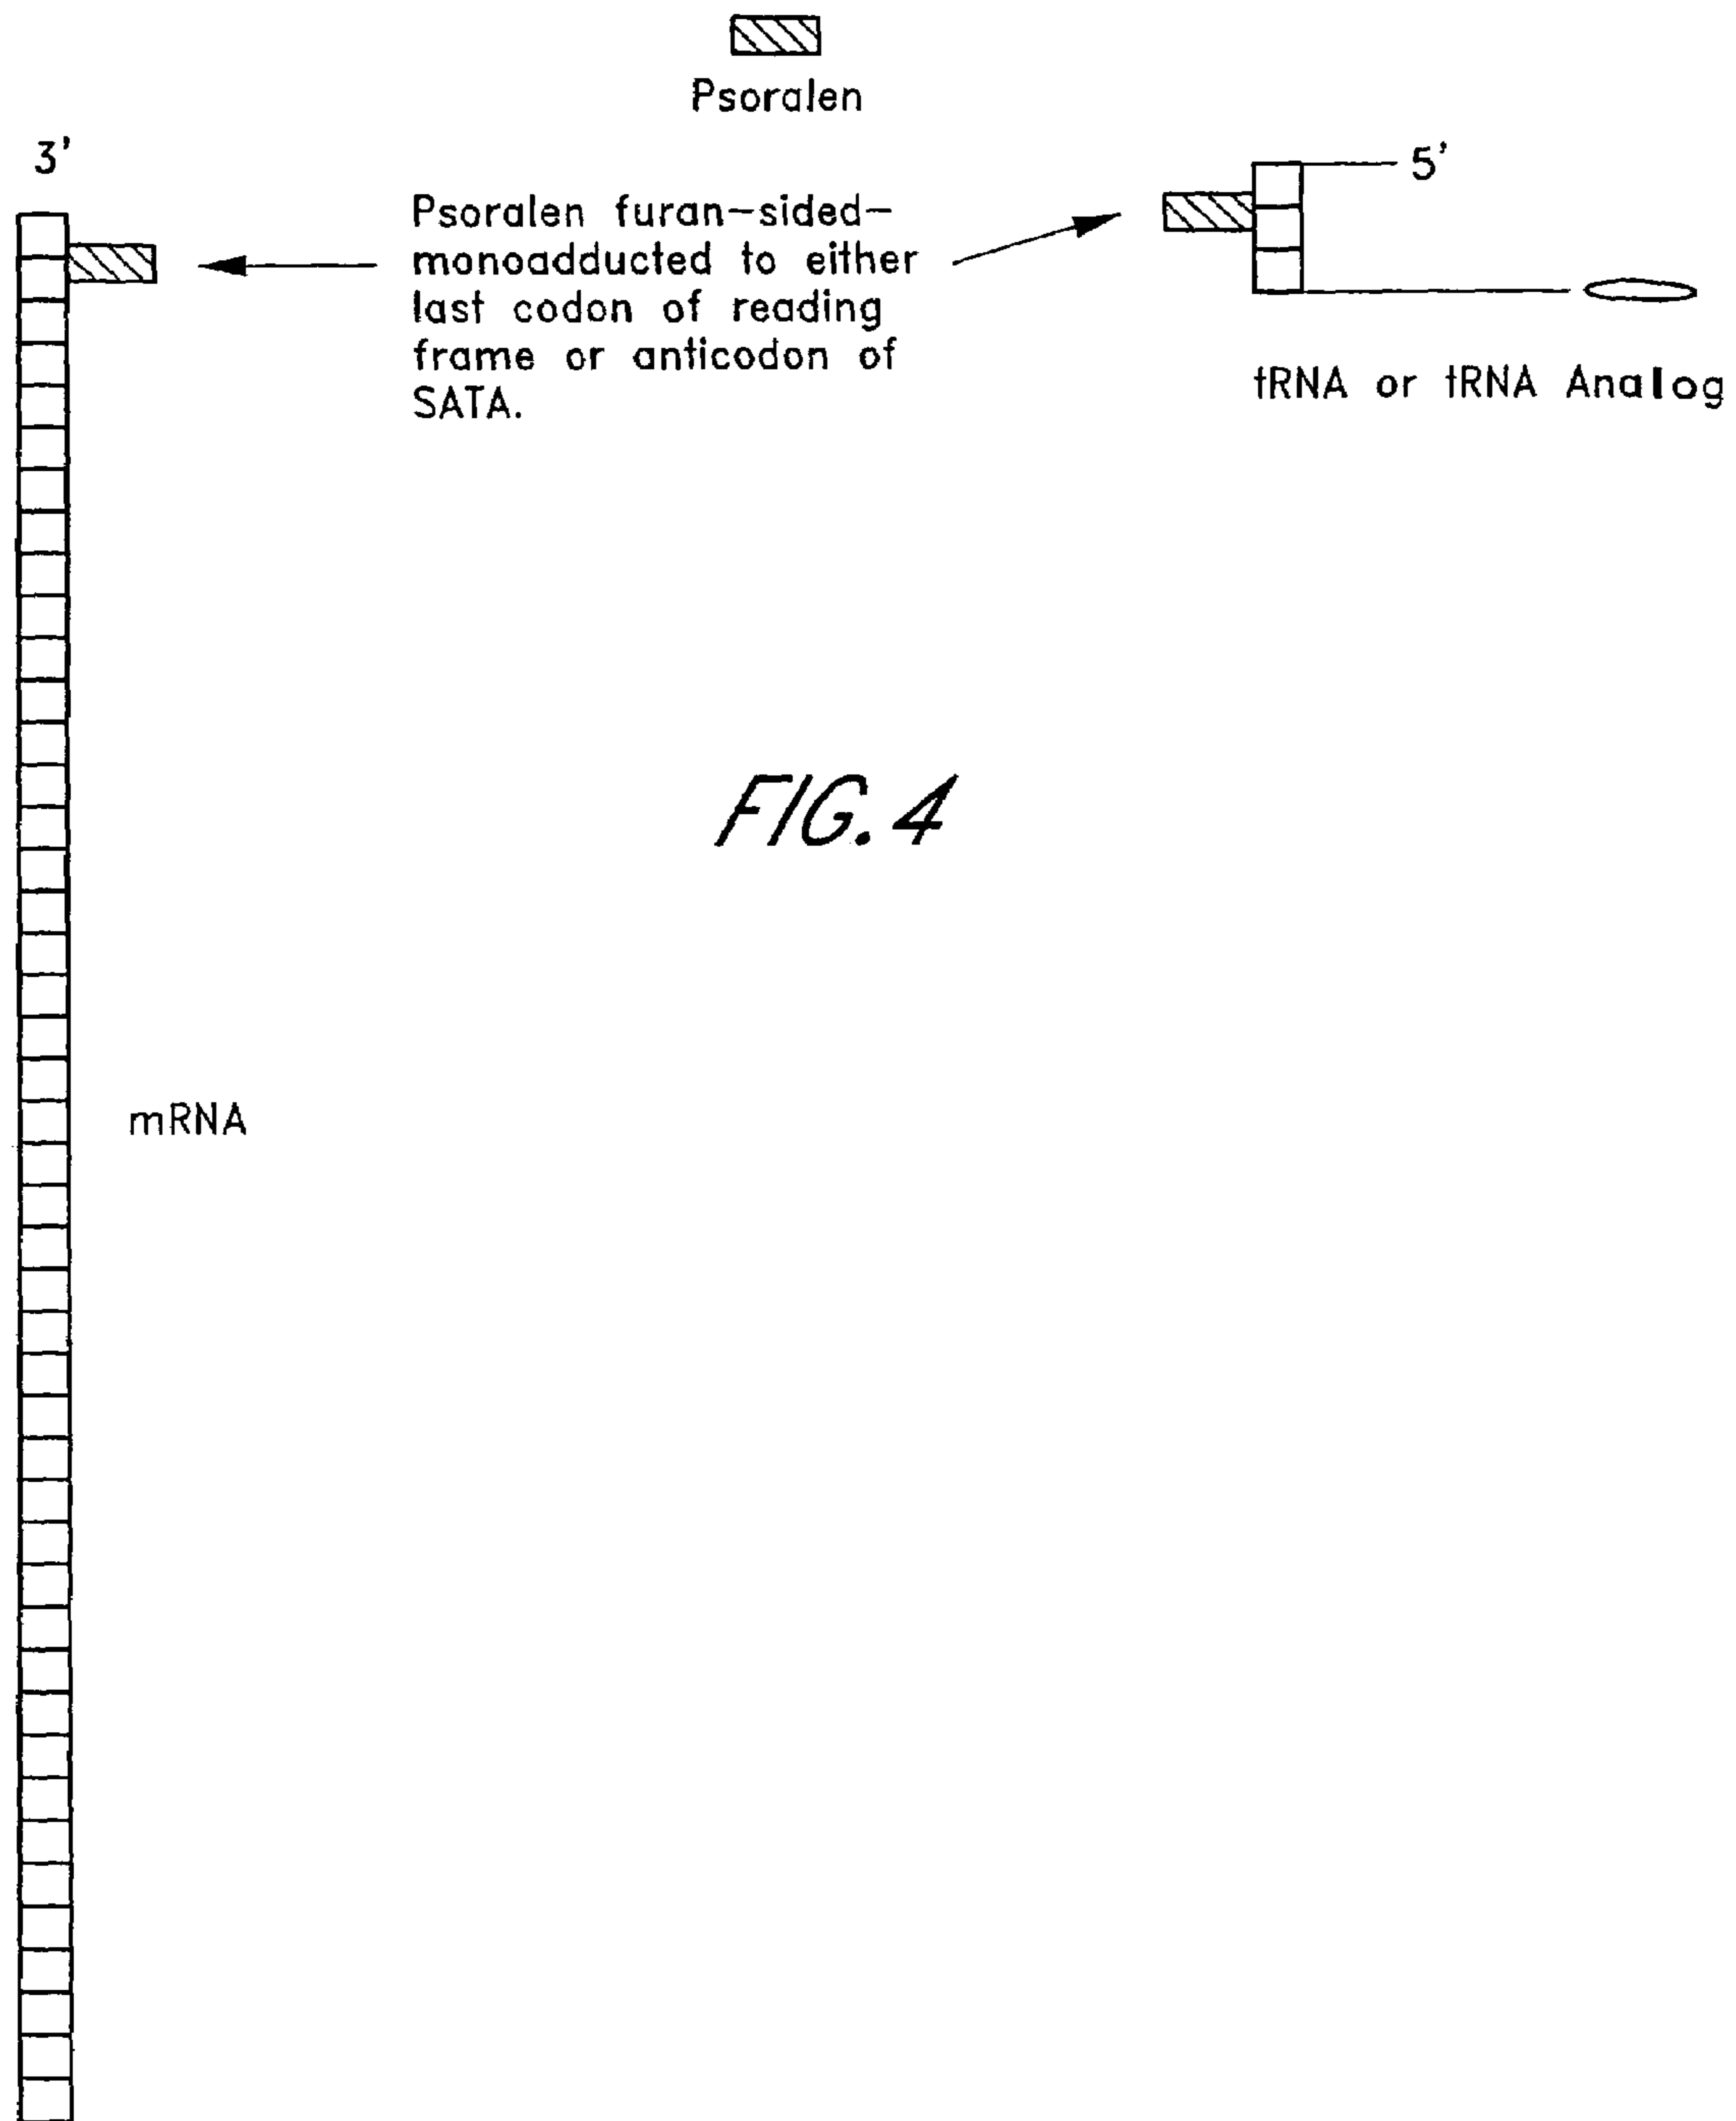 Psoralen
3'
5'
Psoralen furan-sided-
monoadducted to either
last codon of reading
frame or anticodon of
SATA.
tRNA or tRNA Analog
FIG. 4
mRNA